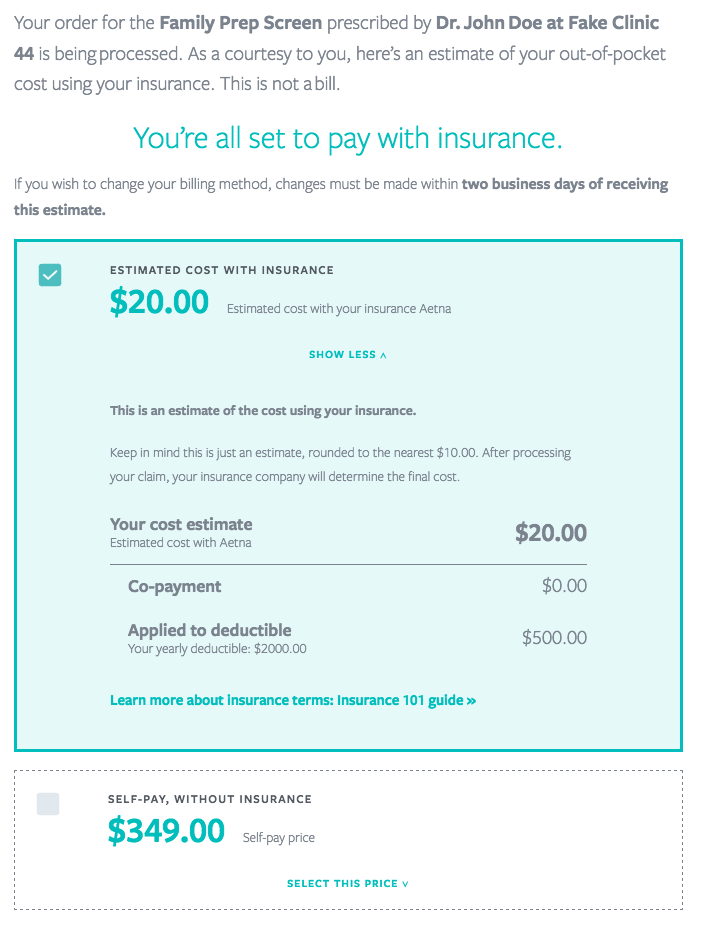 Your order for the Family Prep Screen prescribed by Dr. John Doe at Fake Clinic
44 is being processed. As a courtesy to you, here's an estimate of your out-of-pocket
cost using your insurance. This is not a bill.
You're all set to pay with insurance.
If you wish to change your billing method, changes must be made within two business days of receiving
this estimate.
ESTIMATED COST WITH INSURANCE
$20.00 Estimated cost with your insurance Aetna
SHOW LESS ˄
This is an estimate of the cost using your insurance.
Keep in mind this is just an estimate, rounded to the nearest $10.00. After processing
your claim, your insurance company will determine the final cost.
Your cost estimate $20.00
Estimated cost with Aetna
Co-payment $0.00
Applied to deductible $500.00
Your yearly deductible: $2000.00
Learn more about insurance terms: Insurance 101 guide »
SELF-PAY, WITHOUT INSURANCE
$349.00 Self-pay price
SELECT THIS PRICE ˅